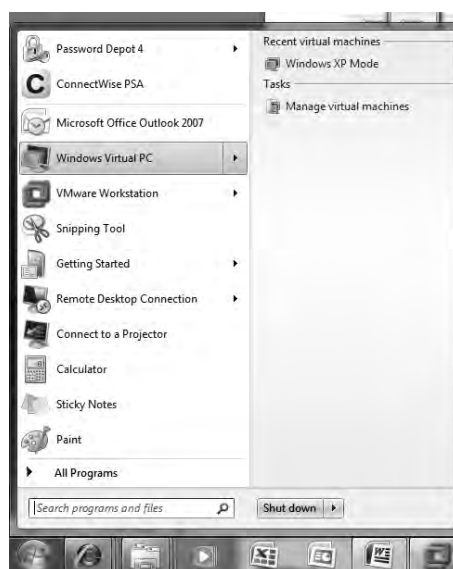 Password Depot 4
ConnectWise PSA
Microsoft Office Outlook 2007
Windows Virtual PC
VMware Workstation
Snipping Tool
Getting Started
Remote Desktop Connection
Connect to a Projector
Calculator
Sticky Notes
Paint
All Programs
Search programs and files
Recent virtual machines
Windows XP Mode
Tasks
Manage virtual machines
Shut down